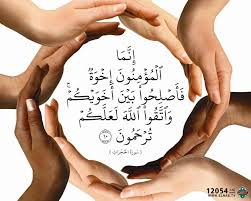 إِنَّمَا
الْمُؤْمِنُونَ إِخْوَةٌ
فَأَصْلِحُوا بَيْنَ أَخَوَيْكُمْ
وَاتَّقُوا اللَّهَ لَعَلَّكُمْ
تُرْحَمُونَ ١٠
(سورة الحجرات)
12054